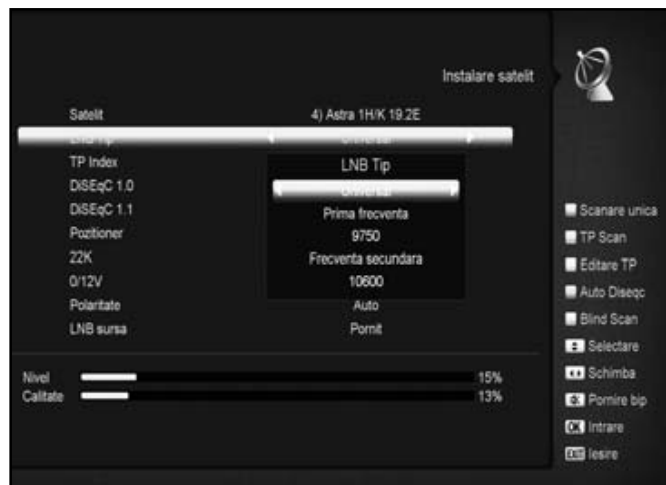 Instalare satelit
Satelit 4) Astra 1H/K 19.2E
LNB Tip Universal
TP Index
DiSEqC 1.0
DiSEqC 1.1
Pozitioner
22K
0/12V
Polaritate Auto
LNB sursa Pornit
LNB Tip
Universal
Prima frecventa
9750
Frecventa secundara
10600
Nivel 15%
Calitate 13%
Scanare unica
TP Scan
Editare TP
Auto Diseqc
Blind Scan
Selectare
Schimba
Pornire bip
OK Intrare
EXIT Iesire